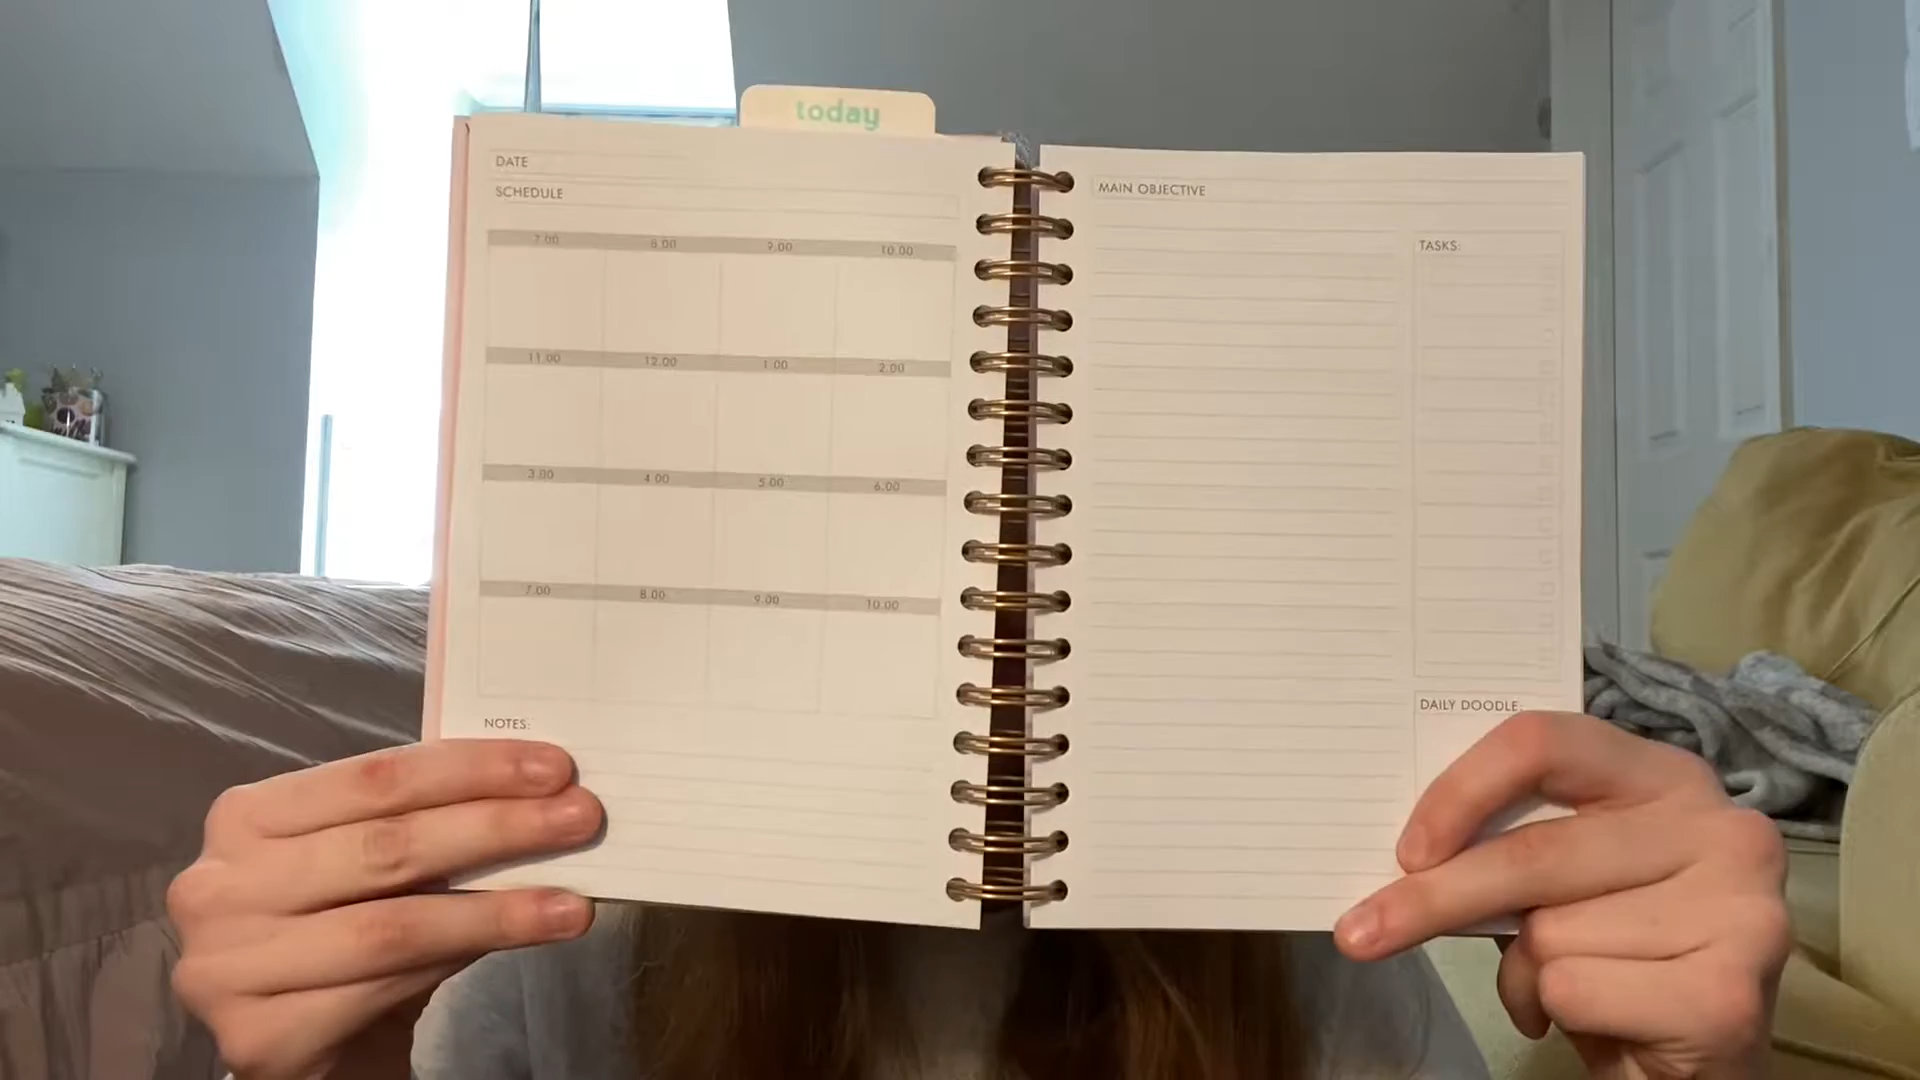 today
DATE
SCHEDULE
7.00 8.00 9.00 10.00
11.00 12.00 1.00 2.00
3.00 4.00 5.00 6.00
7.00 8.00 9.00 10.00
NOTES:
MAIN OBJECTIVE
TASKS:
DAILY DOODLE: